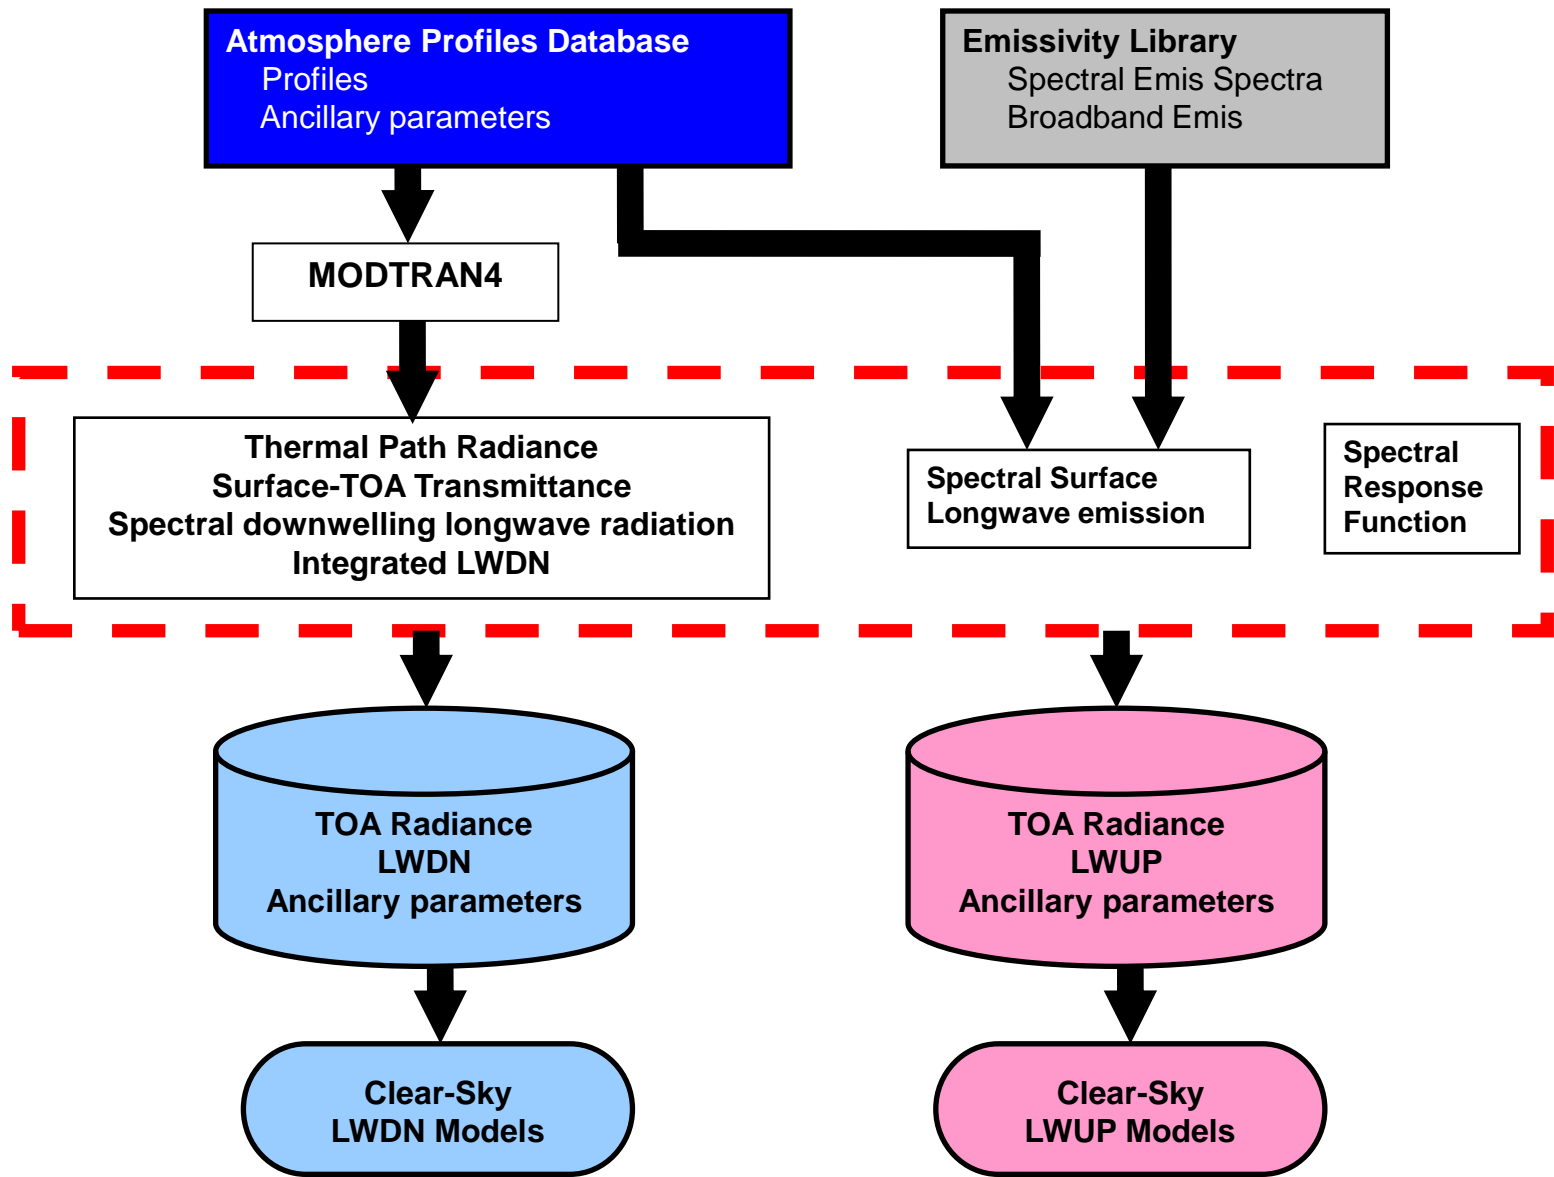 Atmosphere Profiles Database
Profiles
Ancillary parameters
Emissivity Library
Spectral Emis Spectra
Broadband Emis
MODTRAN4
Thermal Path Radiance
Surface-TOA Transmittance
Spectral downwelling longwave radiation
Integrated LWDN
Spectral Surface
Longwave emission
Spectral
Response
Function
TOA Radiance
LWDN
Ancillary parameters
TOA Radiance
LWUP
Ancillary parameters
Clear-Sky
LWDN Models
Clear-Sky
LWUP Models